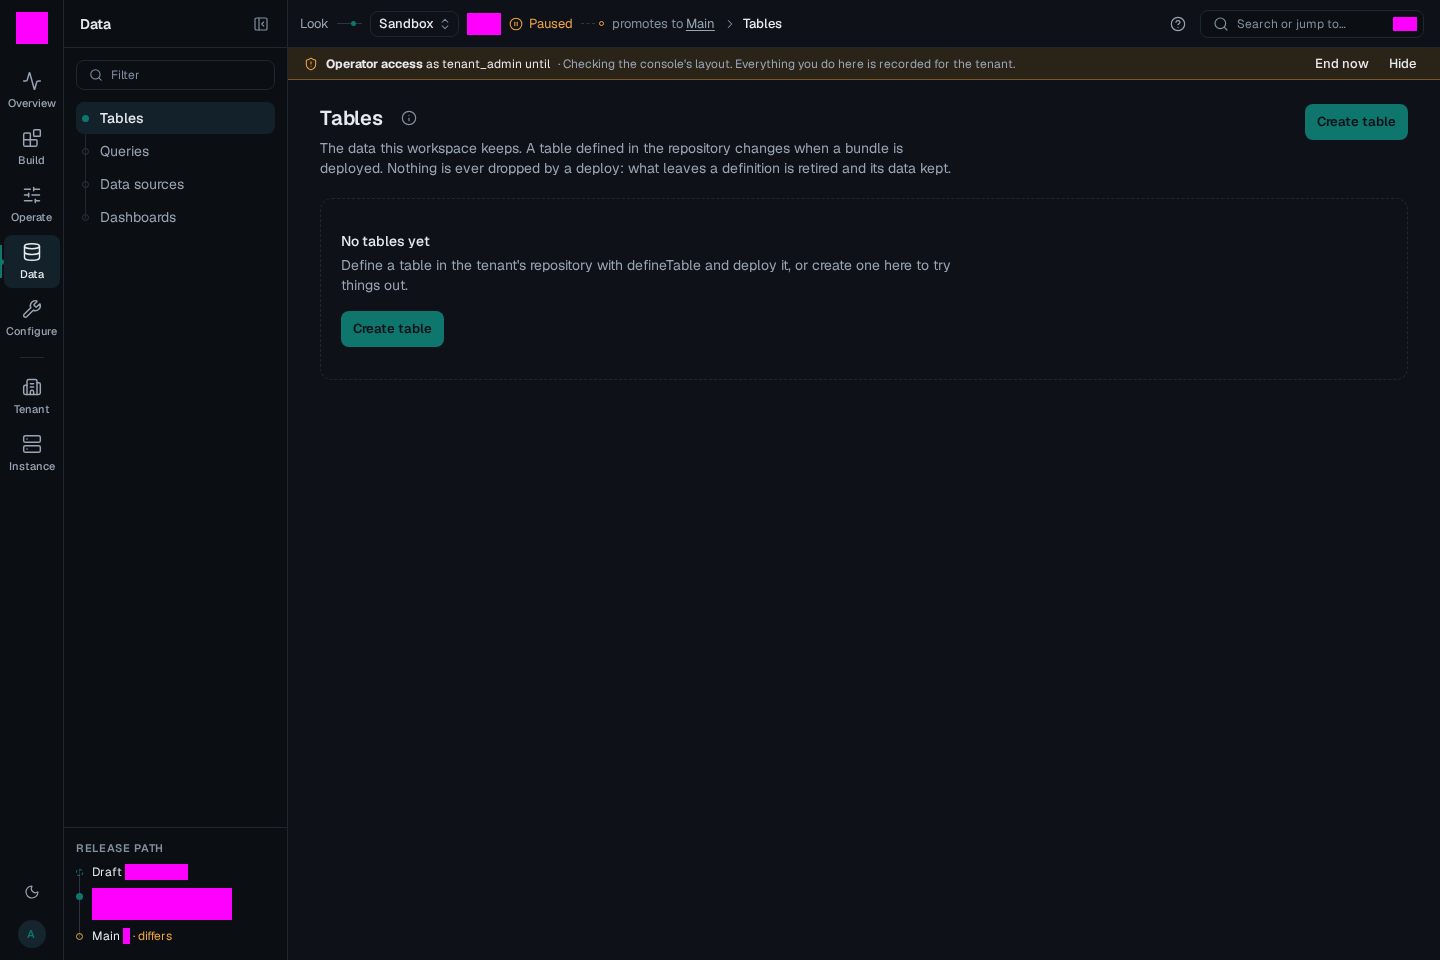 Data
Look
Sandbox
Paused
promotes to Main
Tables
Search or jump to...
Operator access as tenant_admin until · Checking the console's layout. Everything you do here is recorded for the tenant.
End now
Hide
Overview
Build
Operate
Data
Configure
Tenant
Instance
A
Filter
Tables
Queries
Data sources
Dashboards
RELEASE PATH
Draft
Main · differs
Tables
Create table
The data this workspace keeps. A table defined in the repository changes when a bundle is
deployed. Nothing is ever dropped by a deploy: what leaves a definition is retired and its data kept.
No tables yet
Define a table in the tenant's repository with defineTable and deploy it, or create one here to try
things out.
Create table